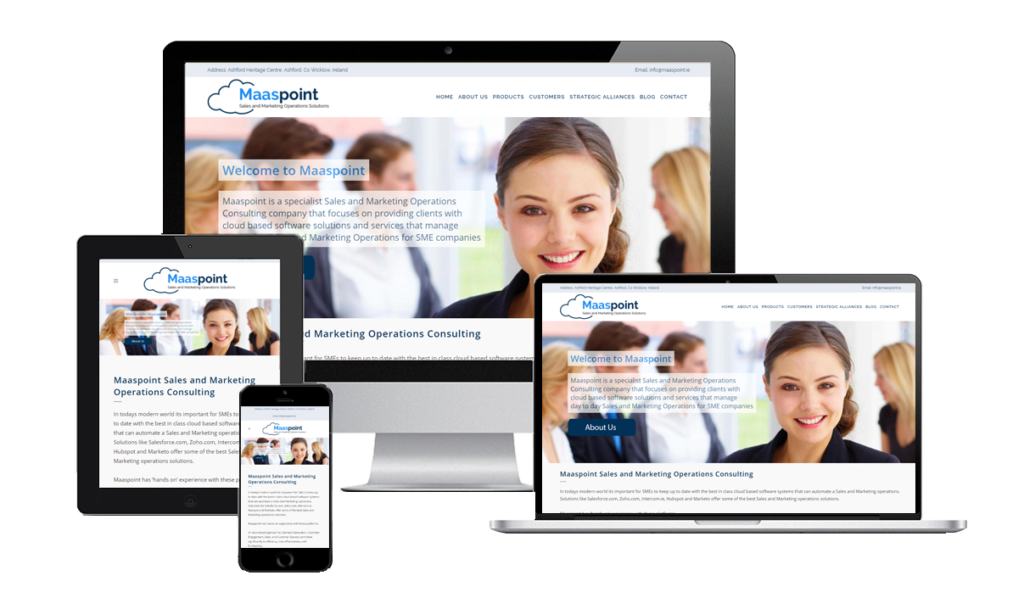 Address: Ashford Heritage Centre, Ashford, Co Wicklow, Ireland
Email: info@maaspoint.ie
Maaspoint
Sales and Marketing Operations Solutions
HOME ABOUT US PRODUCTS CUSTOMERS STRATEGIC ALLIANCES BLOG CONTACT
Welcome to Maaspoint
Maaspoint is a specialist Sales and Marketing Operations
Consulting company that focuses on providing clients with
cloud based software solutions and services that manage
d Marketing Operations for SME companies
d Marketing Operations Consulting
nt for SMEs to keep up to date with the best in class cloud based software system
Maaspoint
Sales and Marketing Operations Solutions
About Us
Maaspoint Sales and Marketing
Operations Consulting
In todays modern world its important for SMEs to
to date with the best in class cloud based softwar
that can automate a Sales and Marketing operation
Solutions like Salesforce.com, Zoho.com, Intercom
Hubspot and Marketo offer some of the best Sale
Marketing operations solutions.
Maaspoint has 'hands on' experience with these p
Maaspoint
Maaspoint Sales and Marketing
Operations Consulting
Address: Ashford Heritage Centre, Ashford, Co Wicklow, Ireland
Email: info@maaspoint.ie
Maaspoint
Sales and Marketing Operations Solutions
HOME ABOUT US PRODUCTS CUSTOMERS STRATEGIC ALLIANCES BLOG CONTACT
Welcome to Maaspoint
Maaspoint is a specialist Sales and Marketing Operations
Consulting company that focuses on providing clients with
cloud based software solutions and services that manage
day to day Sales and Marketing Operations for SME companies
About Us
Maaspoint Sales and Marketing Operations Consulting
In todays modern world its important for SMEs to keep up to date with the best in class cloud based software systems that can automate a Sales and Marketing operations.
Solutions like Salesforce.com, Zoho.com, Intercom.io, Hubspot and Marketo offer some of the best Sales and Marketing operations solutions.